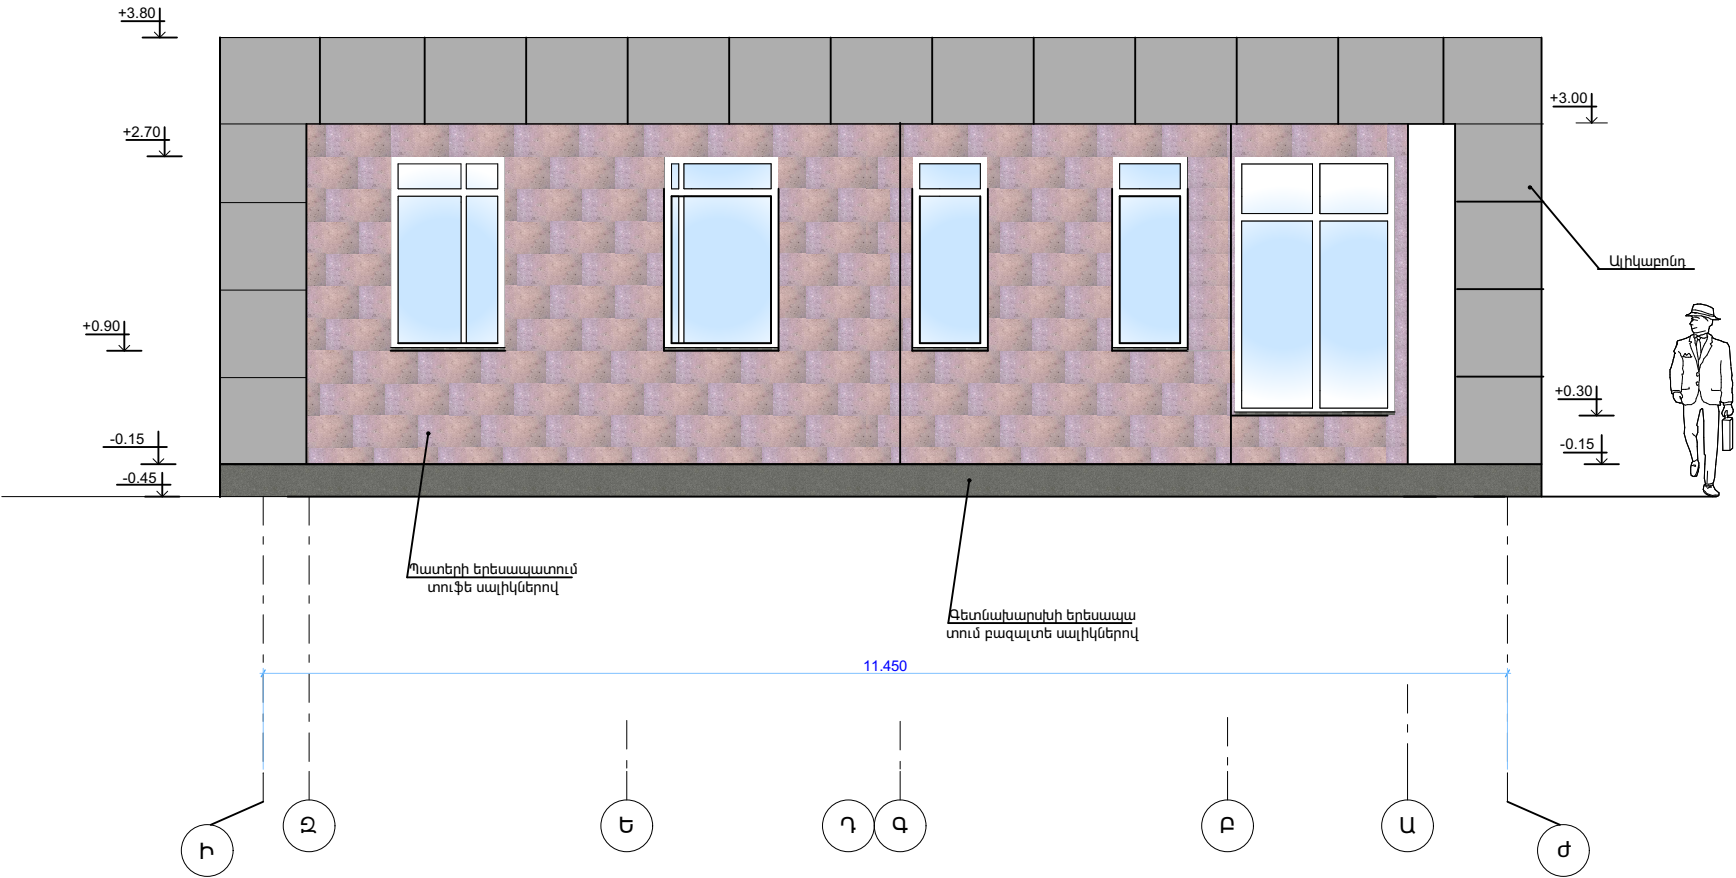 +3.80
+3.00
+2.70
Ալիկաբոնդ
+0.90
+0.30
-0.15
-0.15
-0.45
Պատերի երեսապատում
տուֆե սալիկներով
Գետնախարսխի երեսապա
տում բազալտե սալիկներով
11.450
Ի
Զ
Ե
Դ
Գ
Բ
Ա
Ժ